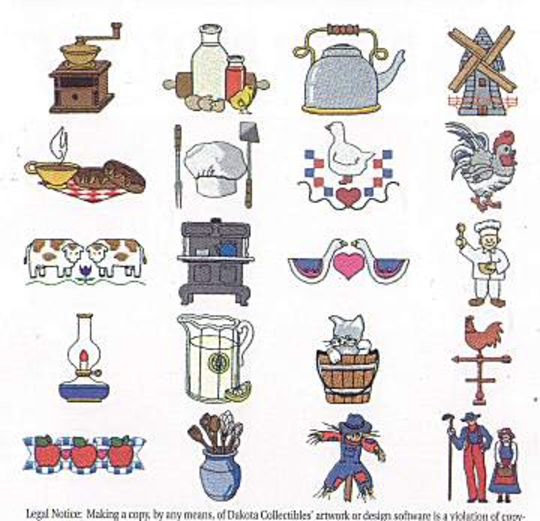 Legal Notice: Making a copy, by any means, of Dakota Collectibles' artwork or design software is a violation of copy-